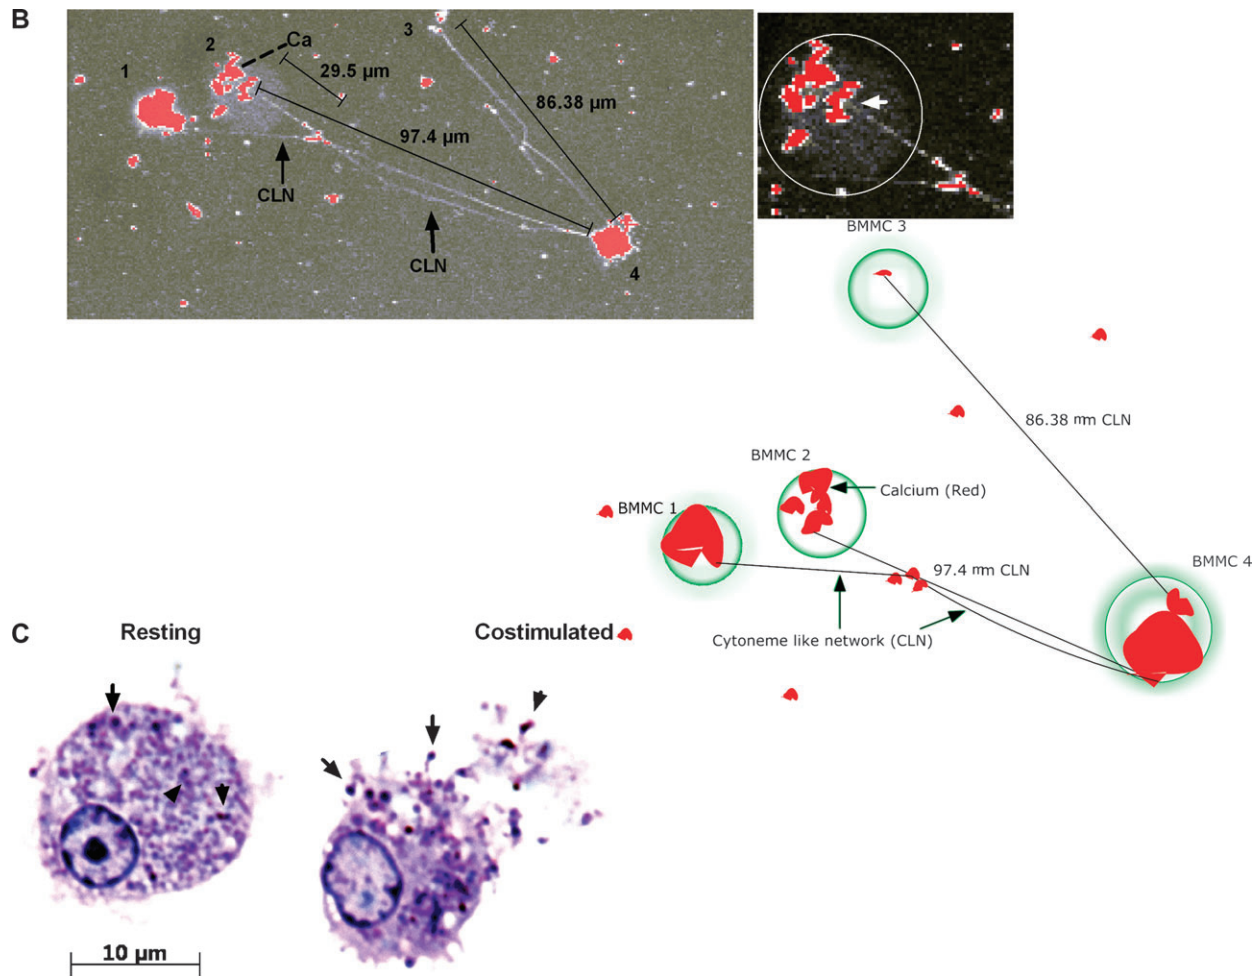 B
1
2
Ca
29.5 µm
3
86.38 µm
97.4 µm
CLN
CLN
4
BMMC 3
86.38 mm CLN
BMMC 2
Calcium (Red)
BMMC 1
97.4 mm CLN
BMMC 4
Cytoneme like network (CLN)
C
Resting
Costimulated
10 µm